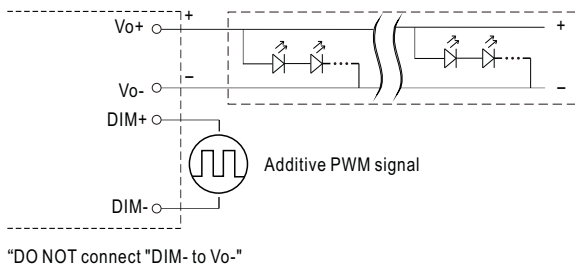 Vo+ + +
Vo- − −
DIM+
Additive PWM signal
DIM-
“DO NOT connect "DIM- to Vo-"